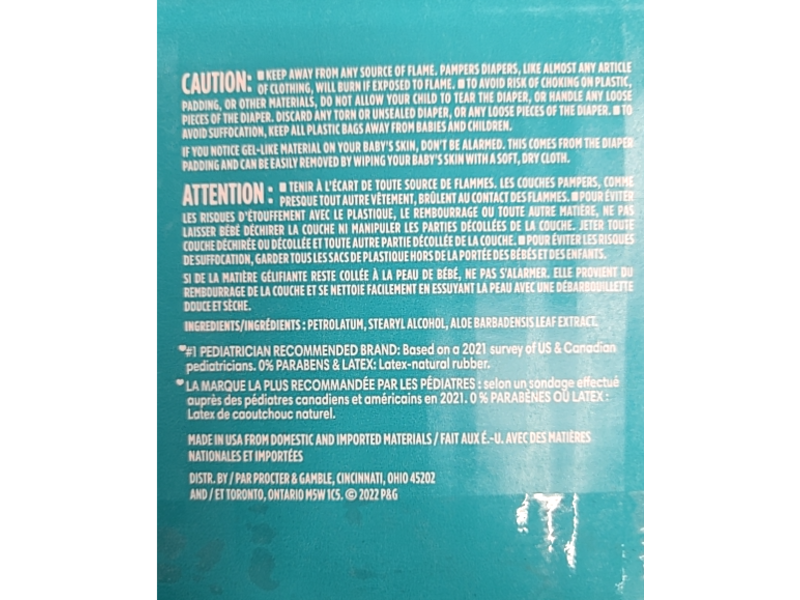 CAUTION: ■ KEEP AWAY FROM ANY SOURCE OF FLAME. PAMPERS DIAPERS, LIKE ALMOST ANY ARTICLE
OF CLOTHING, WILL BURN IF EXPOSED TO FLAME. ■ TO AVOID RISK OF CHOKING ON PLASTIC,
PADDING, OR OTHER MATERIALS, DO NOT ALLOW YOUR CHILD TO TEAR THE DIAPER, OR HANDLE ANY LOOSE
PIECES OF THE DIAPER. DISCARD ANY TORN OR UNSEALED DIAPER, OR ANY LOOSE PIECES OF THE DIAPER. ■ TO
AVOID SUFFOCATION, KEEP ALL PLASTIC BAGS AWAY FROM BABIES AND CHILDREN.
IF YOU NOTICE GEL-LIKE MATERIAL ON YOUR BABY'S SKIN, DON'T BE ALARMED. THIS COMES FROM THE DIAPER
PADDING AND CAN BE EASILY REMOVED BY WIPING YOUR BABY'S SKIN WITH A SOFT, DRY CLOTH.
ATTENTION : ■ TENIR À L'ÉCART DE TOUTE SOURCE DE FLAMMES. LES COUCHES PAMPERS, COMME
PRESQUE TOUT AUTRE VÊTEMENT, BRÛLENT AU CONTACT DES FLAMMES. ■ POUR ÉVITER
LES RISQUES D'ÉTOUFFEMENT AVEC LE PLASTIQUE, LE REMBOURRAGE OU TOUTE AUTRE MATIÈRE, NE PAS
LAISSER BÉBÉ DÉCHIRER LA COUCHE NI MANIPULER LES PARTIES DÉCOLLÉES DE LA COUCHE. JETER TOUTE
COUCHE DÉCHIRÉE OU DÉCOLLÉE ET TOUTE AUTRE PARTIE DÉCOLLÉE DE LA COUCHE. ■ POUR ÉVITER LES RISQUES
DE SUFFOCATION, GARDER TOUS LES SACS DE PLASTIQUE HORS DE LA PORTÉE DES BÉBÉS ET DES ENFANTS.
SI DE LA MATIÈRE GÉLIFIANTE RESTE COLLÉE À LA PEAU DE BÉBÉ, NE PAS S'ALARMER. ELLE PROVIENT DU
REMBOURRAGE DE LA COUCHE ET SE NETTOIE FACILEMENT EN ESSUYANT LA PEAU AVEC UNE DÉBARBOUILLETTE
DOUCE ET SÈCHE.
INGREDIENTS/INGRÉDIENTS : PETROLATUM, STEARYL ALCOHOL, ALOE BARBADENSIS LEAF EXTRACT.
#1 PEDIATRICIAN RECOMMENDED BRAND: Based on a 2021 survey of US & Canadian
pediatricians. 0% PARABENS & LATEX: Latex-natural rubber.
LA MARQUE LA PLUS RECOMMANDÉE PAR LES PÉDIATRES : selon un sondage effectué
auprès des pédiatres canadiens et américains en 2021. 0 % PARABÈNES OU LATEX :
Latex de caoutchouc naturel.
MADE IN USA FROM DOMESTIC AND IMPORTED MATERIALS / FAIT AUX É.-U. AVEC DES MATIÈRES
NATIONALES ET IMPORTÉES
DISTR. BY / PAR PROCTER & GAMBLE, CINCINNATI, OHIO 45202
AND / ET TORONTO, ONTARIO M5W 1C5. © 2022 P&G